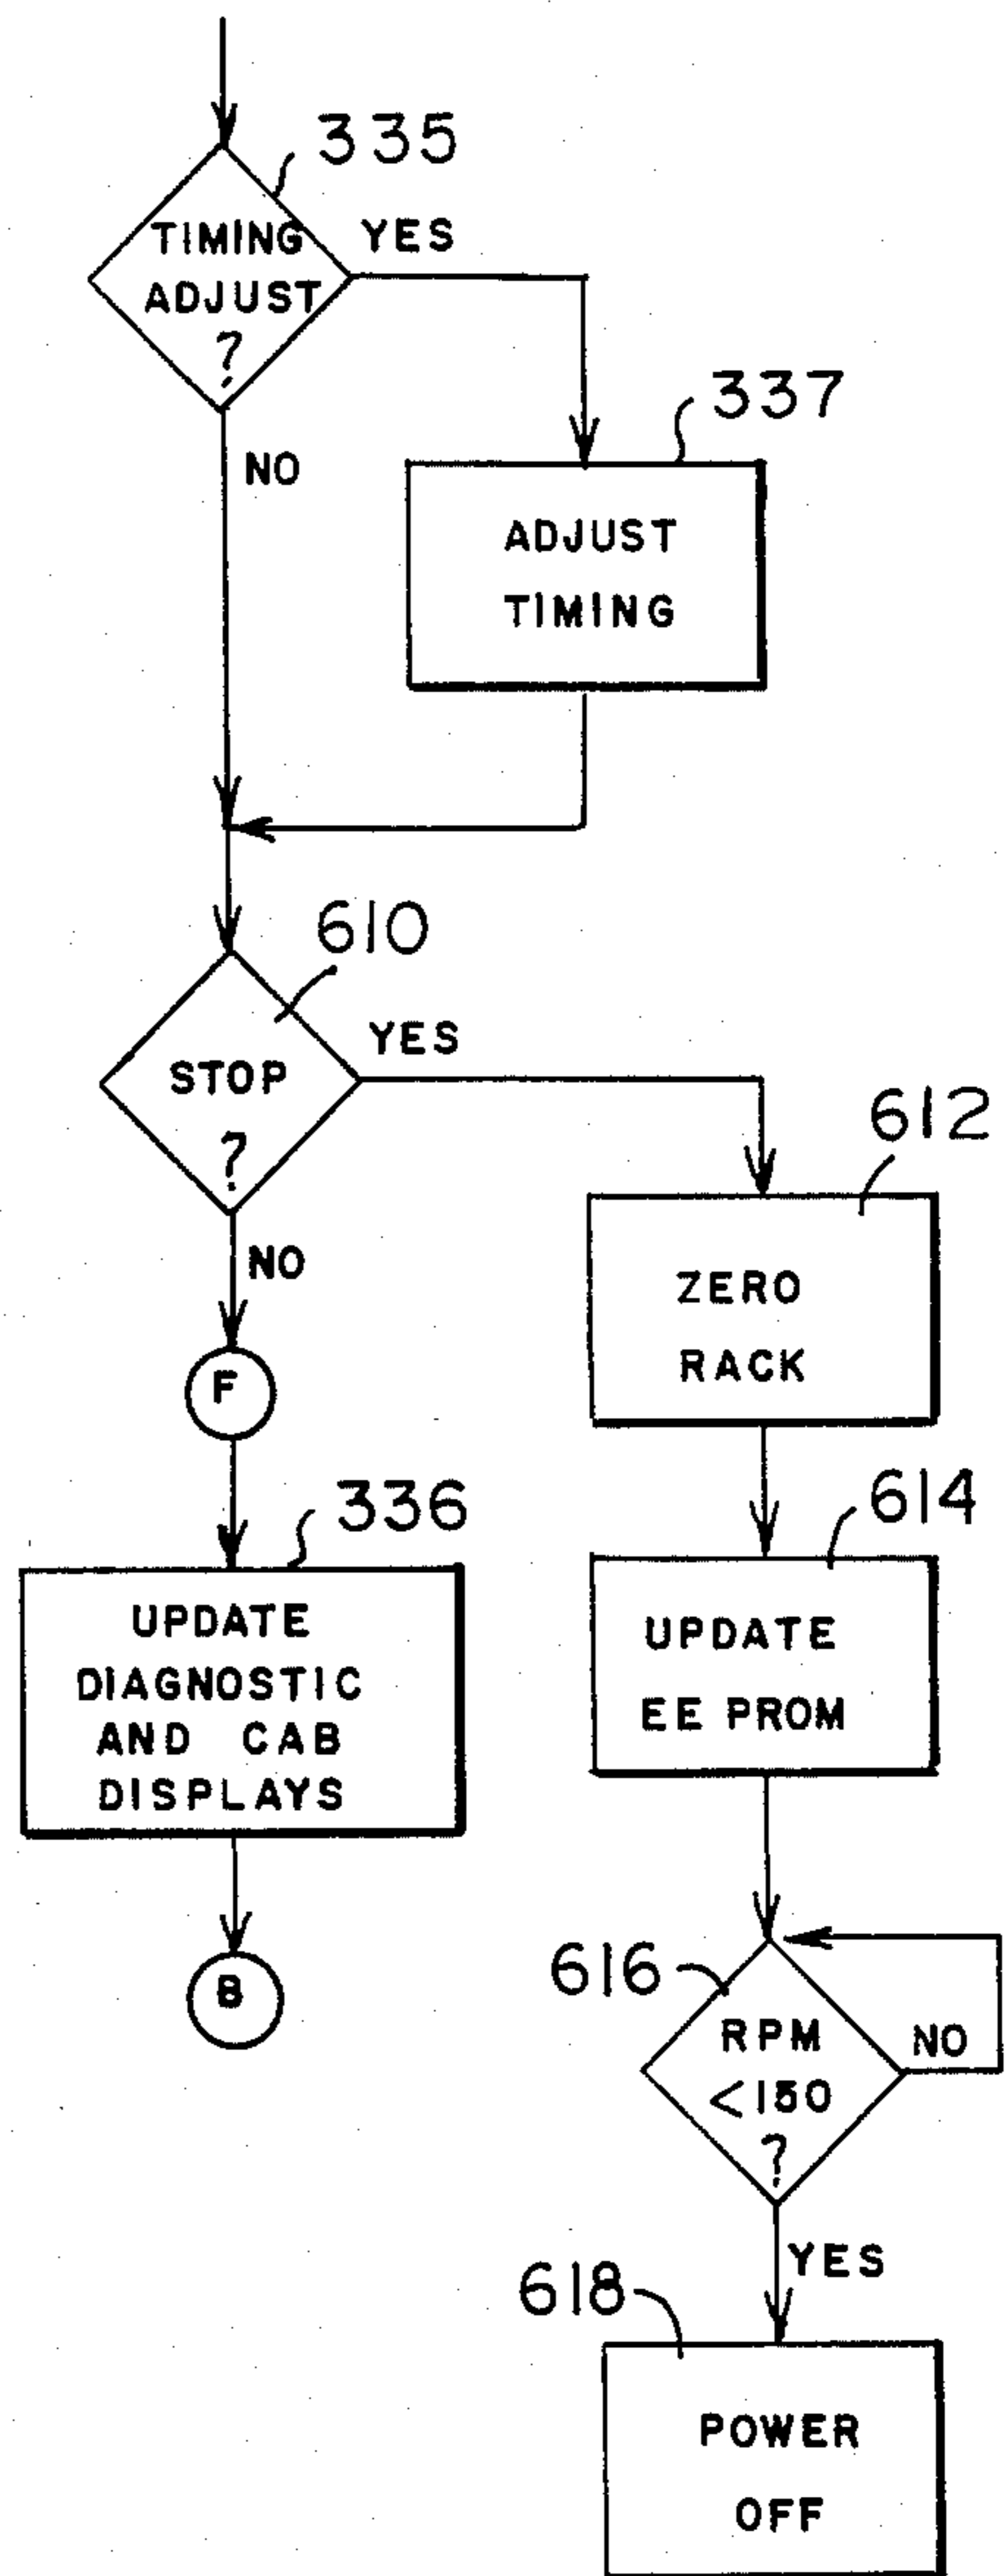 335
TIMING
ADJUST
?
YES
337
NO
ADJUST
TIMING
610
STOP
?
YES
612
NO
ZERO
RACK
F
336
614
UPDATE
DIAGNOSTIC
AND CAB
DISPLAYS
UPDATE
EE PROM
B
616
RPM
<150
?
NO
YES
618
POWER
OFF